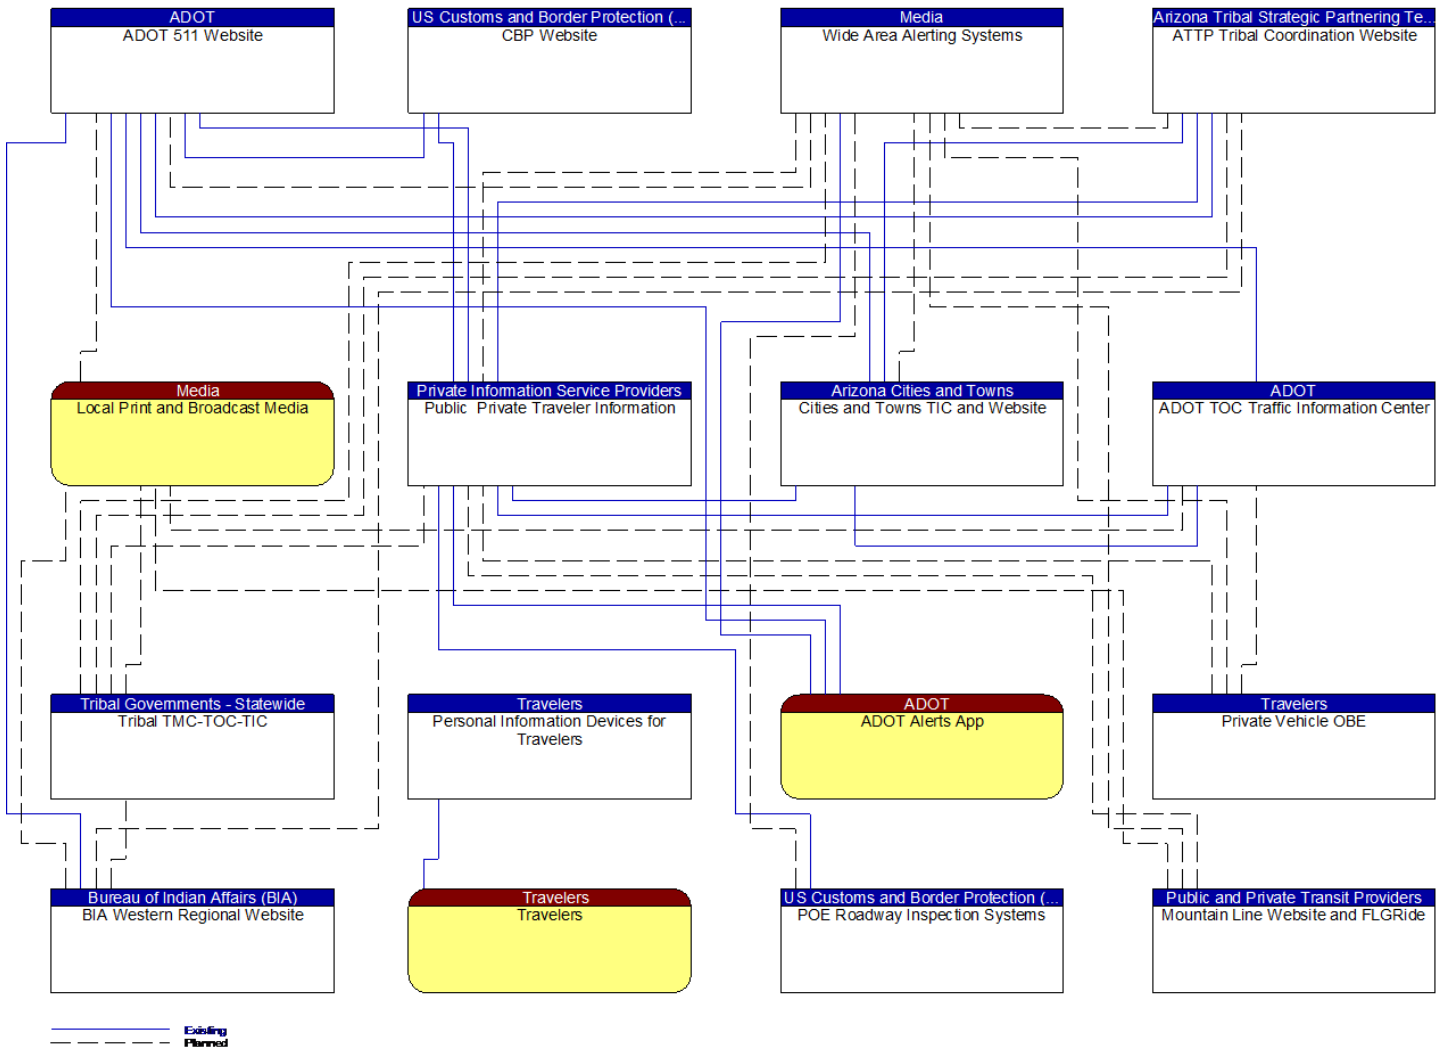 ADOT
ADOT 511 Website
US Customs and Border Protection (...
CBP Website
Media
Wide Area Alerting Systems
Arizona Tribal Strategic Partnering Te...
ATTP Tribal Coordination Website
Media
Local Print and Broadcast Media
Private Information Service Providers
Public Private Traveler Information
Arizona Cities and Towns
Cities and Towns TIC and Website
ADOT
ADOT TOC Traffic Information Center
Tribal Governments - Statewide
Tribal TMC-TOC-TIC
Travelers
Personal Information Devices for
Travelers
ADOT
ADOT Alerts App
Travelers
Private Vehicle OBE
Bureau of Indian Affairs (BIA)
BIA Western Regional Website
Travelers
Travelers
US Customs and Border Protection (...
POE Roadway Inspection Systems
Public and Private Transit Providers
Mountain Line Website and FLGRide
Existing
Planned